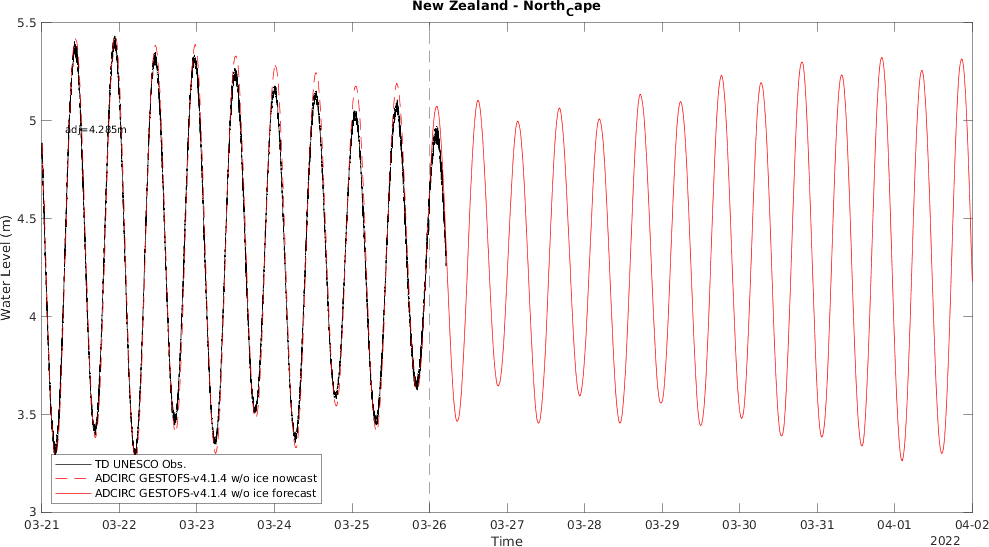 New Zealand - NorthCape
5.5
5
4.5
4
3.5
3
Water Level (m)
adj=4.285m
TD UNESCO Obs.
ADCIRC GESTOFS-v4.1.4 w/o ice nowcast
ADCIRC GESTOFS-v4.1.4 w/o ice forecast
03-21 03-22 03-23 03-24 03-25 03-26 03-27 03-28 03-29 03-30 03-31 04-01 04-02
Time
2022